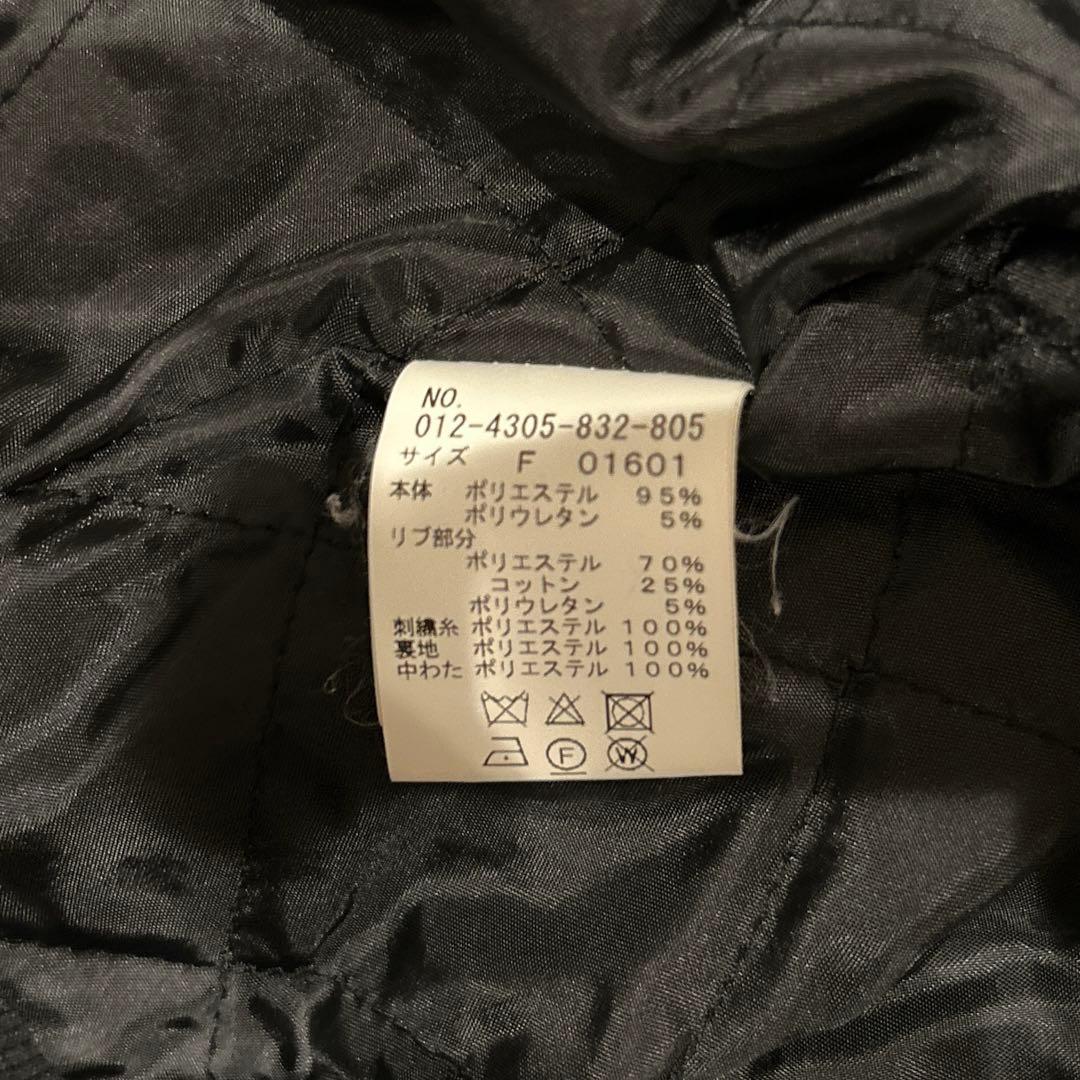 NO.
012-4305-832-805
サイズ F 01601
本体 ポリエステル 95%
ポリウレタン 5%
リブ部分
ポリエステル 70%
コットン 25%
ポリウレタン 5%
刺繍糸 ポリエステル 100%
裏地 ポリエステル 100%
中わた ポリエステル 100%
F W